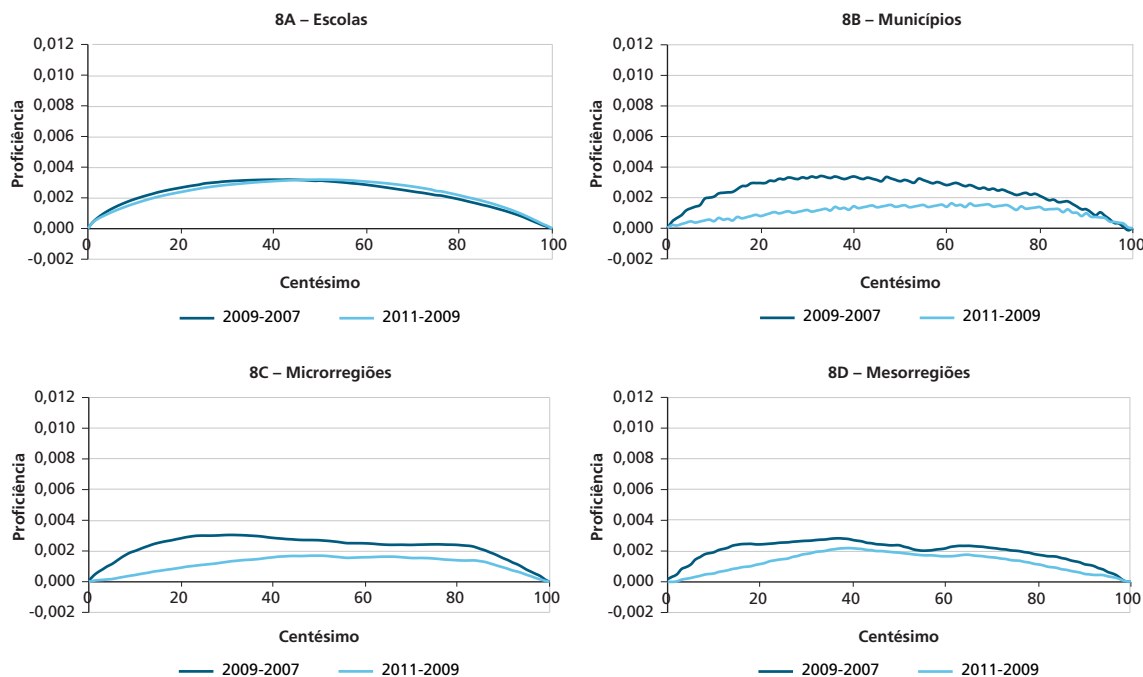 8A – Escolas
0,012
0,010
0,008
0,006
0,004
0,002
0,000
-0,002
Proficiência
0 20 40 60 80 100
Centésimo
2009-2007 2011-2009
8B – Municípios
0,012
0,010
0,008
0,006
0,004
0,002
0,000
-0,002
Proficiência
0 20 40 60 80 100
Centésimo
2009-2007 2011-2009
8C – Microrregiões
0,012
0,010
0,008
0,006
0,004
0,002
0,000
-0,002
Proficiência
0 20 40 60 80 100
Centésimo
2009-2007 2011-2009
8D – Mesorregiões
0,012
0,010
0,008
0,006
0,004
0,002
0,000
-0,002
Proficiência
0 20 40 60 80 100
Centésimo
2009-2007 2011-2009